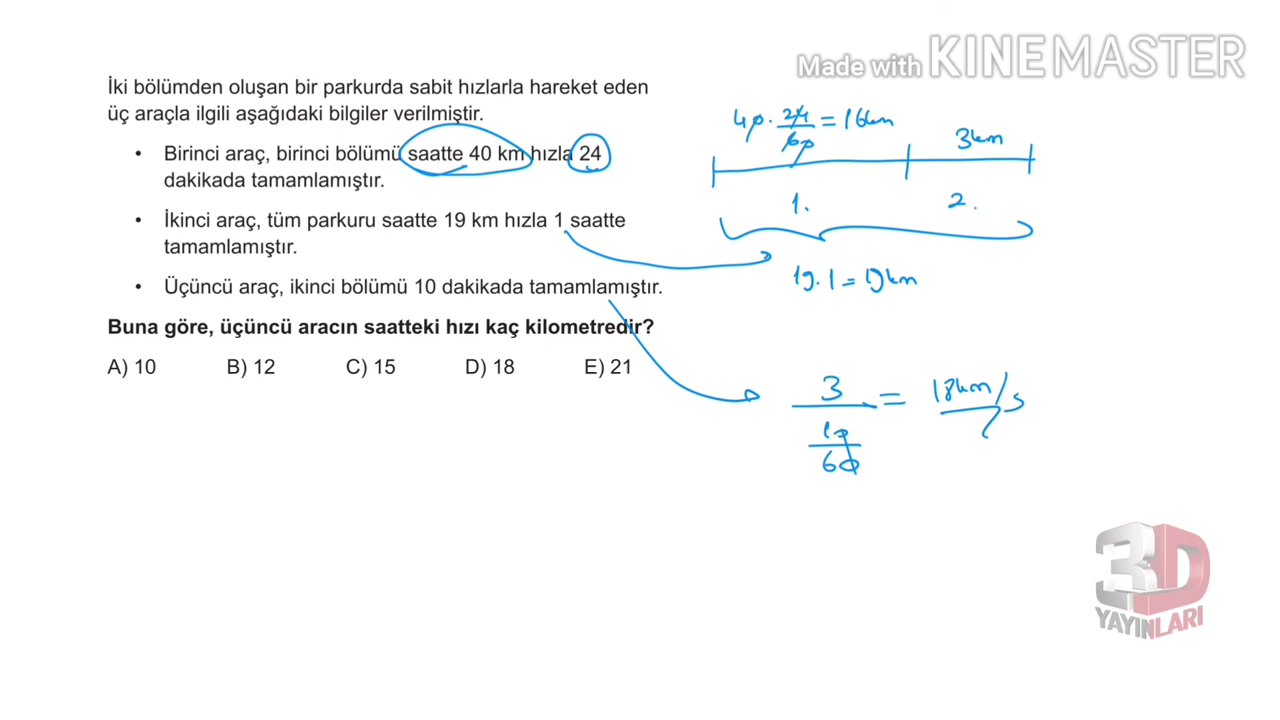 Made with KINEMASTER
İki bölümden oluşan bir parkurda sabit hızlarla hareket eden
üç araçla ilgili aşağıdaki bilgiler verilmiştir.
• Birinci araç, birinci bölümü saatte 40 km hızla 24
dakikada tamamlamıştır.
• İkinci araç, tüm parkuru saatte 19 km hızla 1 saatte
tamamlamıştır.
• Üçüncü araç, ikinci bölümü 10 dakikada tamamlamıştır.
Buna göre, üçüncü aracın saatteki hızı kaç kilometredir?
A) 10 B) 12 C) 15 D) 18 E) 21
40 · 24/60 = 16km
3km
1. 2.
19 · 1 = 19km
3/(10/60) = 18km/s
3D
YAYINLARI